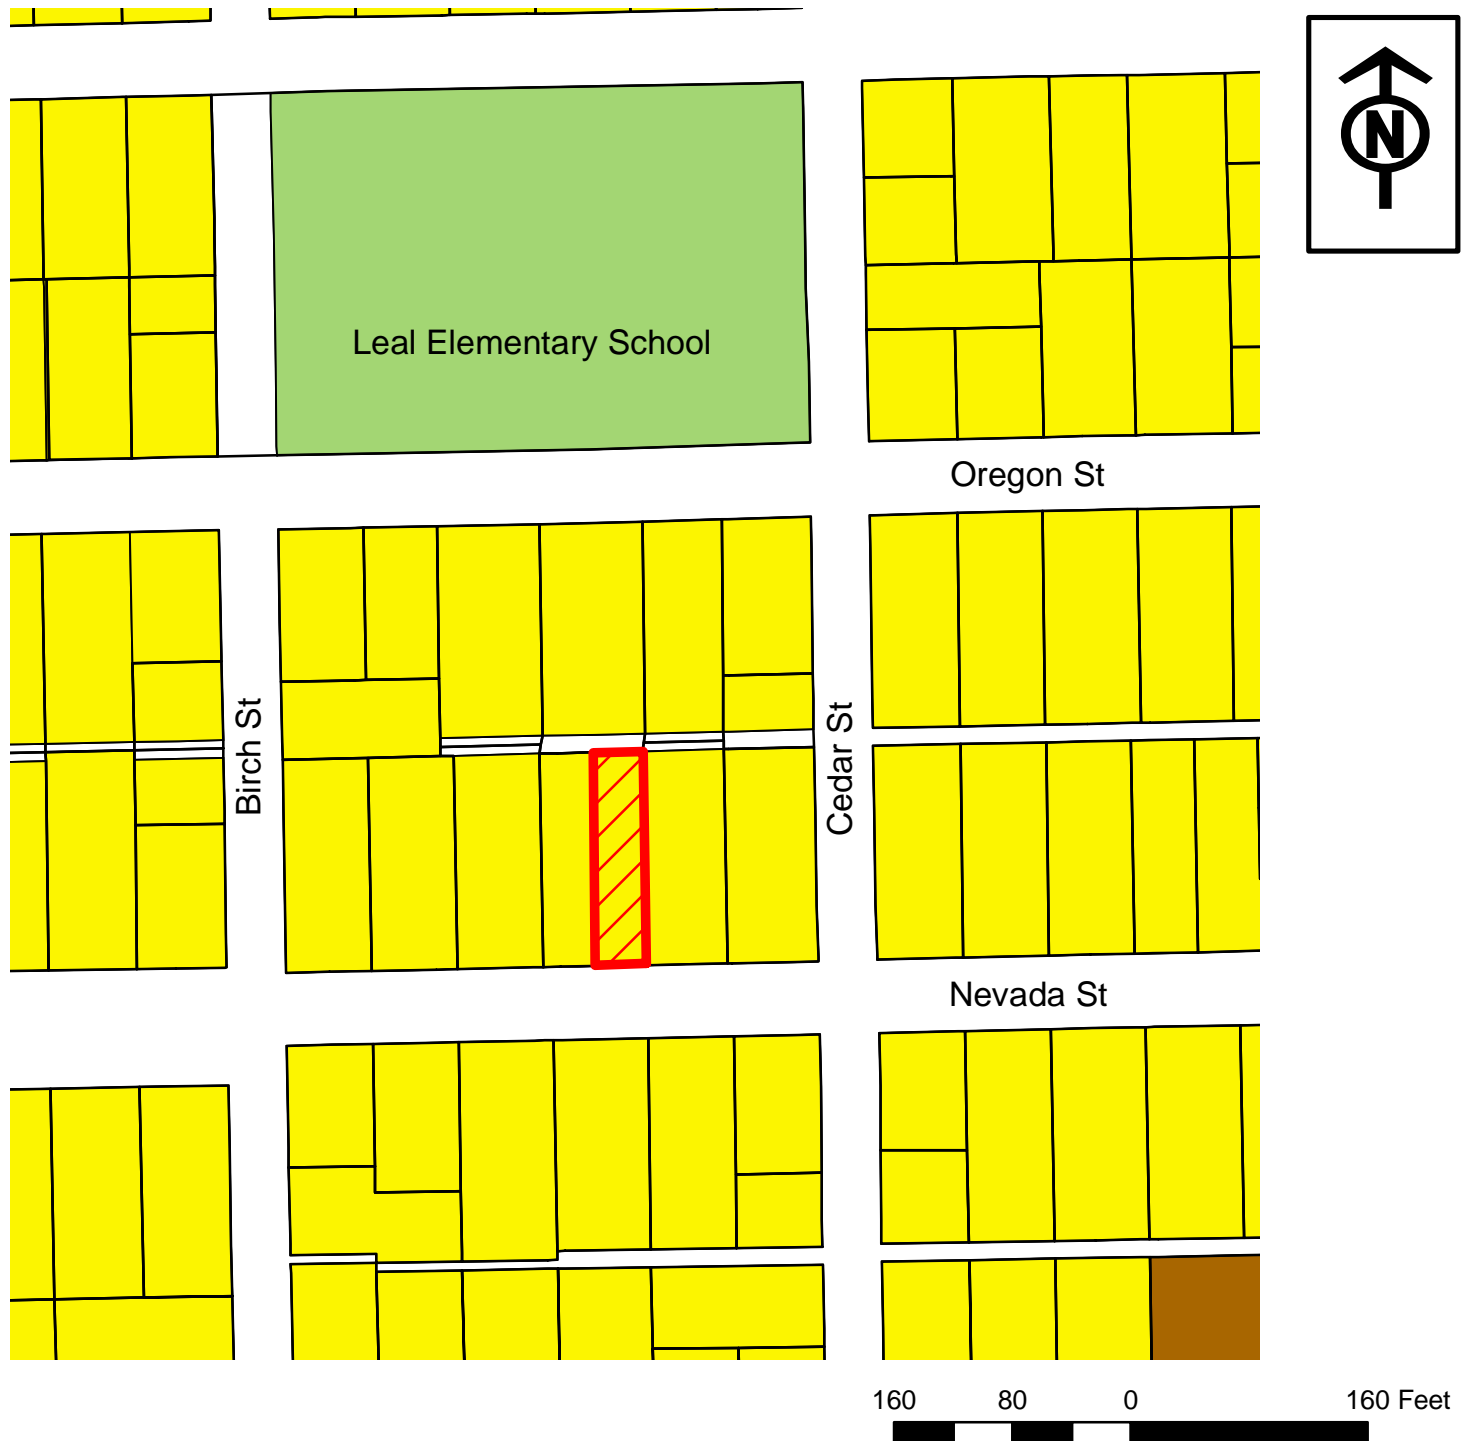 N
Leal Elementary School
Oregon St
Birch St
Cedar St
Nevada St
160 80 0 160 Feet